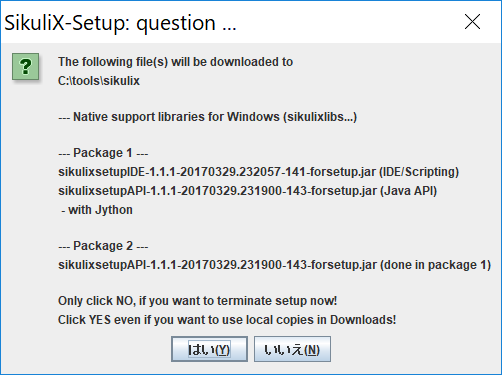 SikuliX-Setup: question ...
The following file(s) will be downloaded to
C:\tools\sikulix
--- Native support libraries for Windows (sikulixlibs...)
--- Package 1 ---
sikulixsetupIDE-1.1.1-20170329.232057-141-forsetup.jar (IDE/Scripting)
sikulixsetupAPI-1.1.1-20170329.231900-143-forsetup.jar (Java API)
- with Jython
--- Package 2 ---
sikulixsetupAPI-1.1.1-20170329.231900-143-forsetup.jar (done in package 1)
Only click NO, if you want to terminate setup now!
Click YES even if you want to use local copies in Downloads!
はい(Y) いいえ(N)